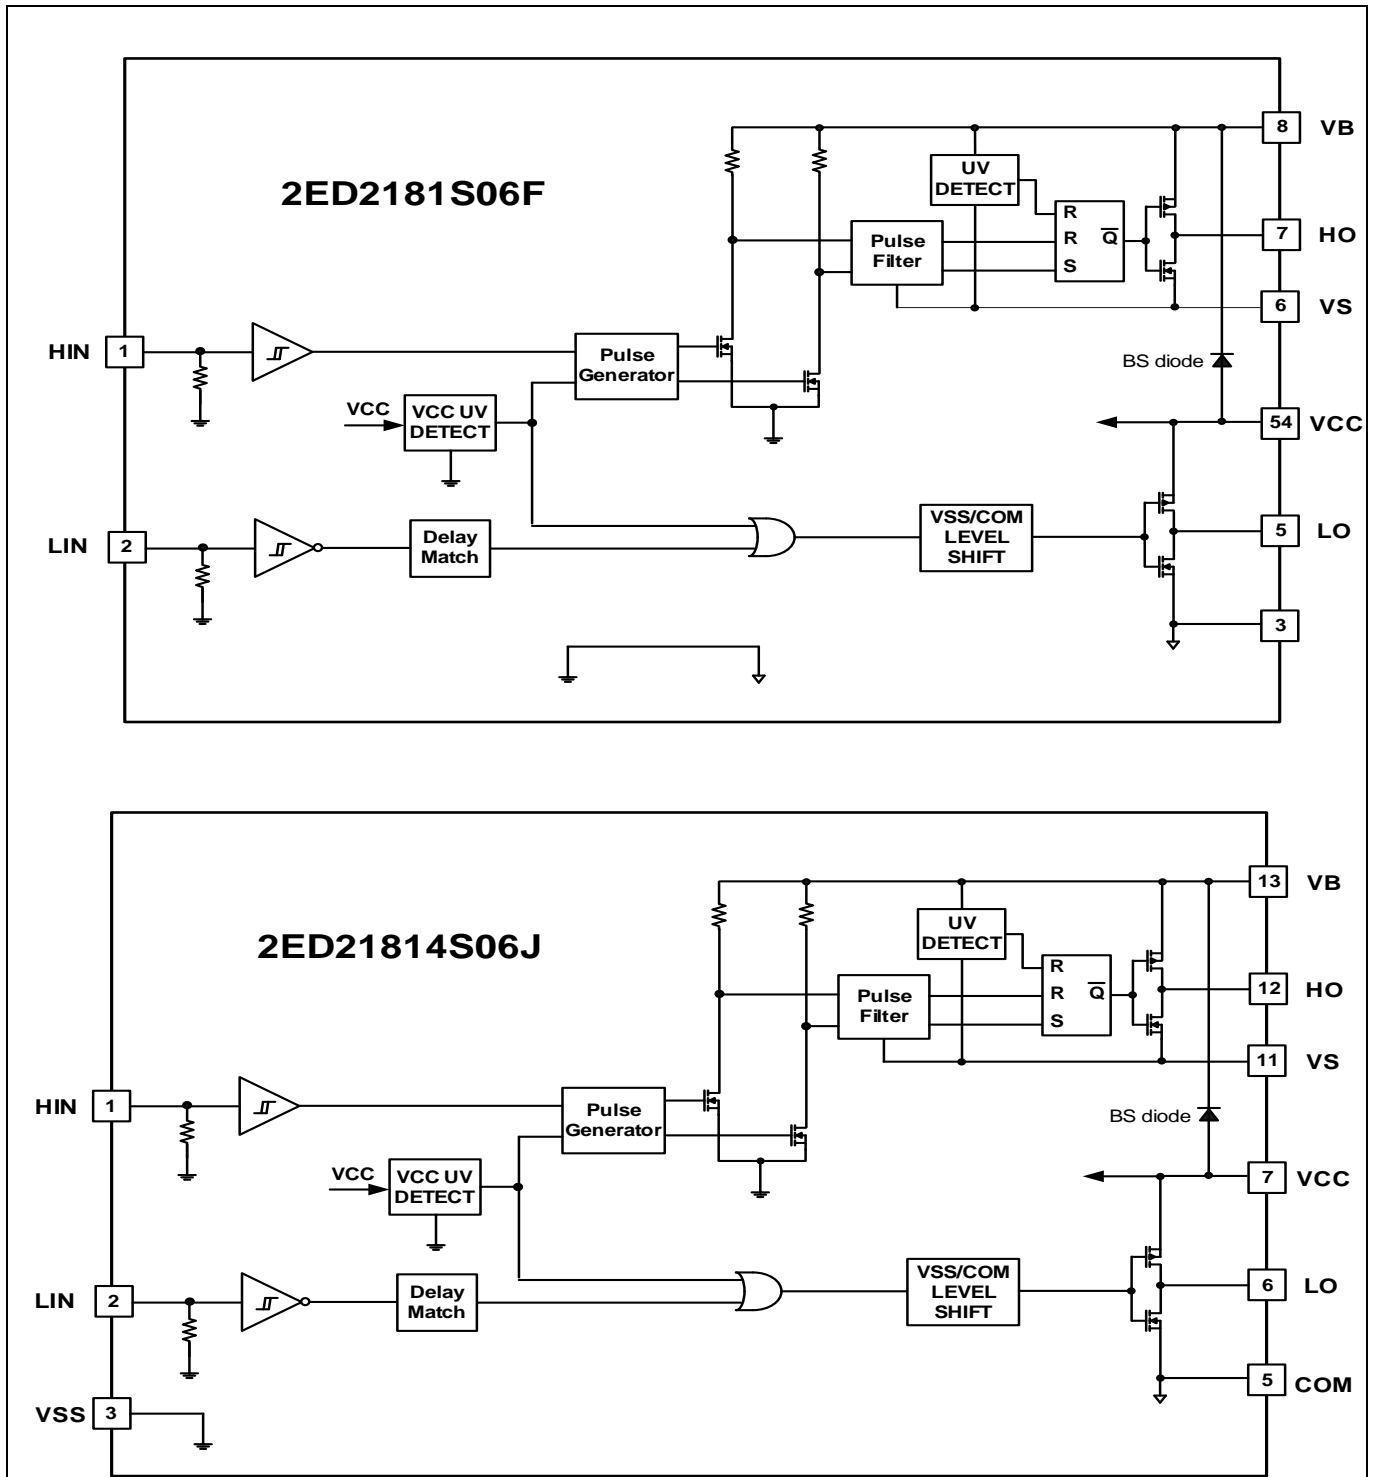 8 VB
UV
DETECT
2ED2181S06F
R
R Q
S
Pulse
Filter
7 HO
6 VS
HIN 1
Pulse
Generator
BS diode
VCC
VCC UV
DETECT
54 VCC
LIN 2
Delay
Match
VSS/COM
LEVEL
SHIFT
5 LO
3
13 VB
UV
DETECT
2ED21814S06J
R
R Q
S
Pulse
Filter
12 HO
11 VS
HIN 1
Pulse
Generator
BS diode
VCC
VCC UV
DETECT
7 VCC
LIN 2
Delay
Match
VSS/COM
LEVEL
SHIFT
6 LO
5 COM
VSS 3